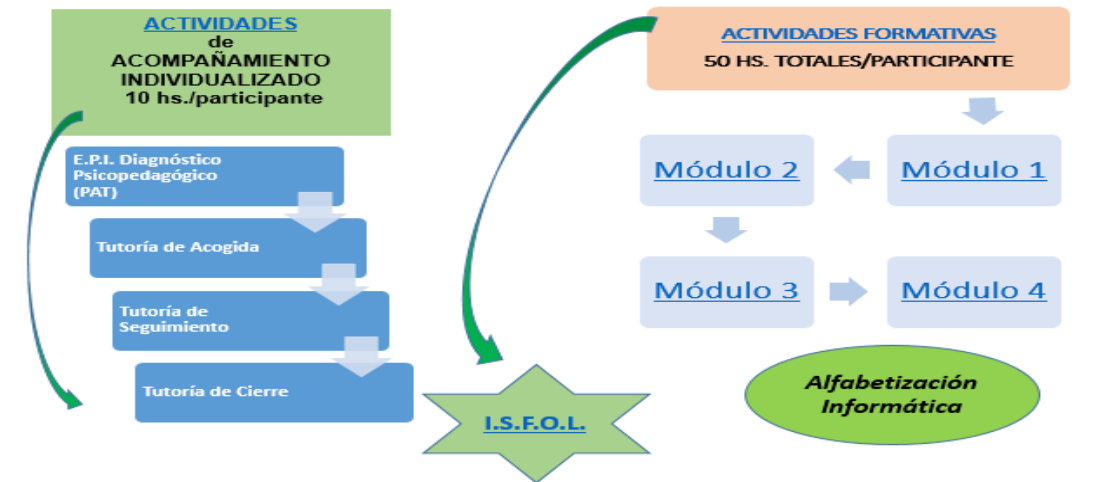 ACTIVIDADES
de
ACOMPAÑAMIENTO
INDIVIDUALIZADO
10 hs./participante
E.P.I. Diagnóstico
Psicopedagógico
(PAT)
Tutoría de Acogida
Tutoría de
Seguimiento
Tutoría de Cierre
I.S.F.O.L.
ACTIVIDADES FORMATIVAS
50 HS. TOTALES/PARTICIPANTE
Módulo 2
Módulo 1
Módulo 3
Módulo 4
Alfabetización
Informática